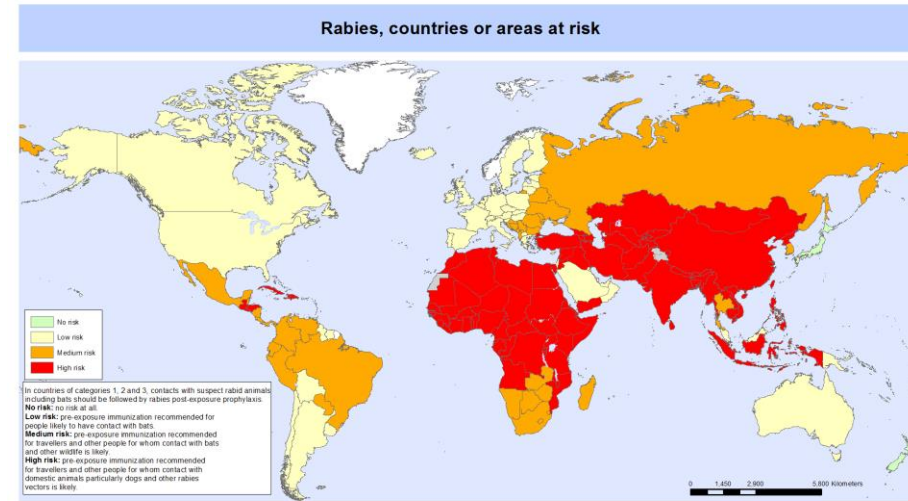 Rabies, countries or areas at risk
No risk
Low risk
Medium risk
High risk
In countries of categories 1, 2 and 3, contacts with suspect rabid animals
including bats should be followed by rabies post-exposure prophylaxis.
No risk: no risk at all.
Low risk: pre-exposure immunization recommended for
people likely to have contact with bats.
Medium risk: pre-exposure immunization recommended
for travellers and other people for whom contact with bats
and other wildlife is likely.
High risk: pre-exposure immunization recommended
for travellers and other people for whom contact with
domestic animals particularly dogs and other rabies
vectors is likely.
0 1,450 2,900 5,800 Kilometers